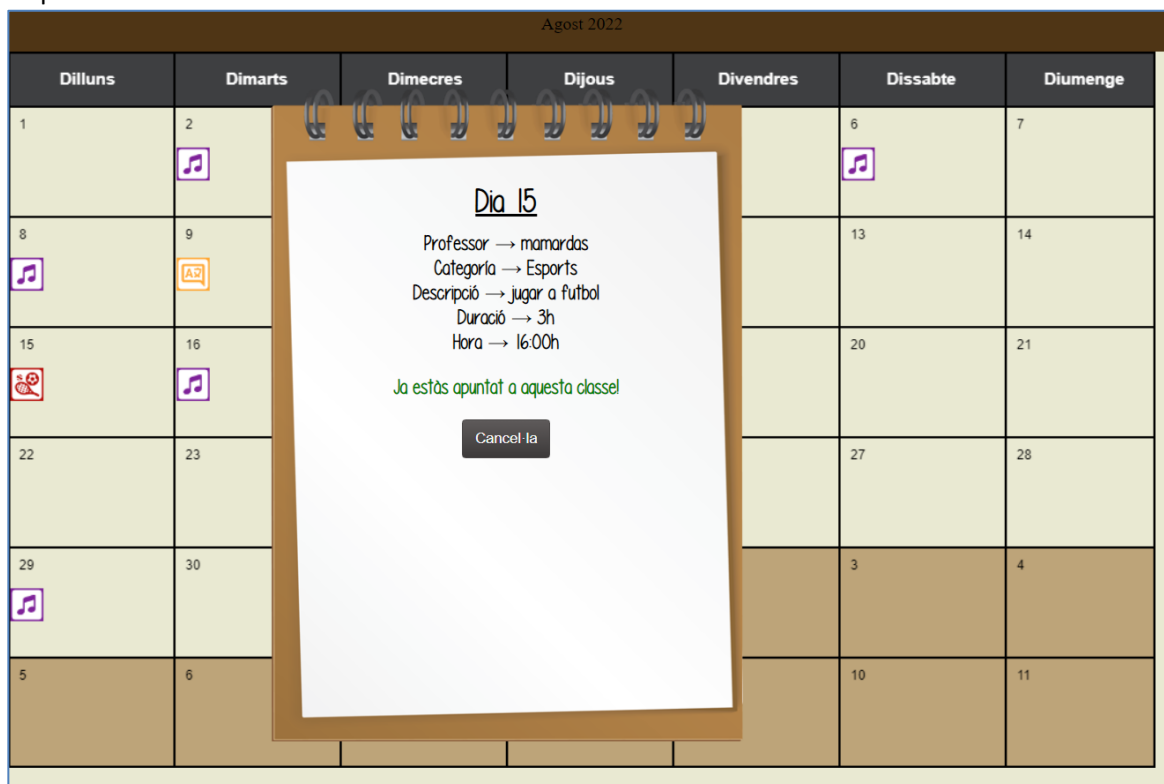 Agost 2022
Dilluns Dimarts Dimecres Dijous Divendres Dissabte Diumenge
1 2 6 7
Dia 15
Professor → mamardas
Categoría → Esports
Descripció → jugar a futbol
Duració → 3h
Hora → 16:00h
Ja estàs apuntat a aquesta classe!
Cancel·la
8 9 13 14
15 16 20 21
22 23 27 28
29 30 3 4
5 6 10 11